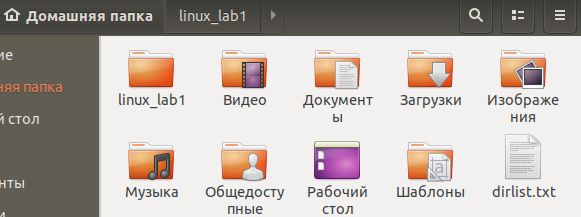 Домашняя папка linux_lab1
ие
няя папка
й стол
нты
и
linux_lab1 Видео Документ Загрузки Изображе
ы ния
Музыка Общедосту Рабочий Шаблоны dirlist.txt
пные стол